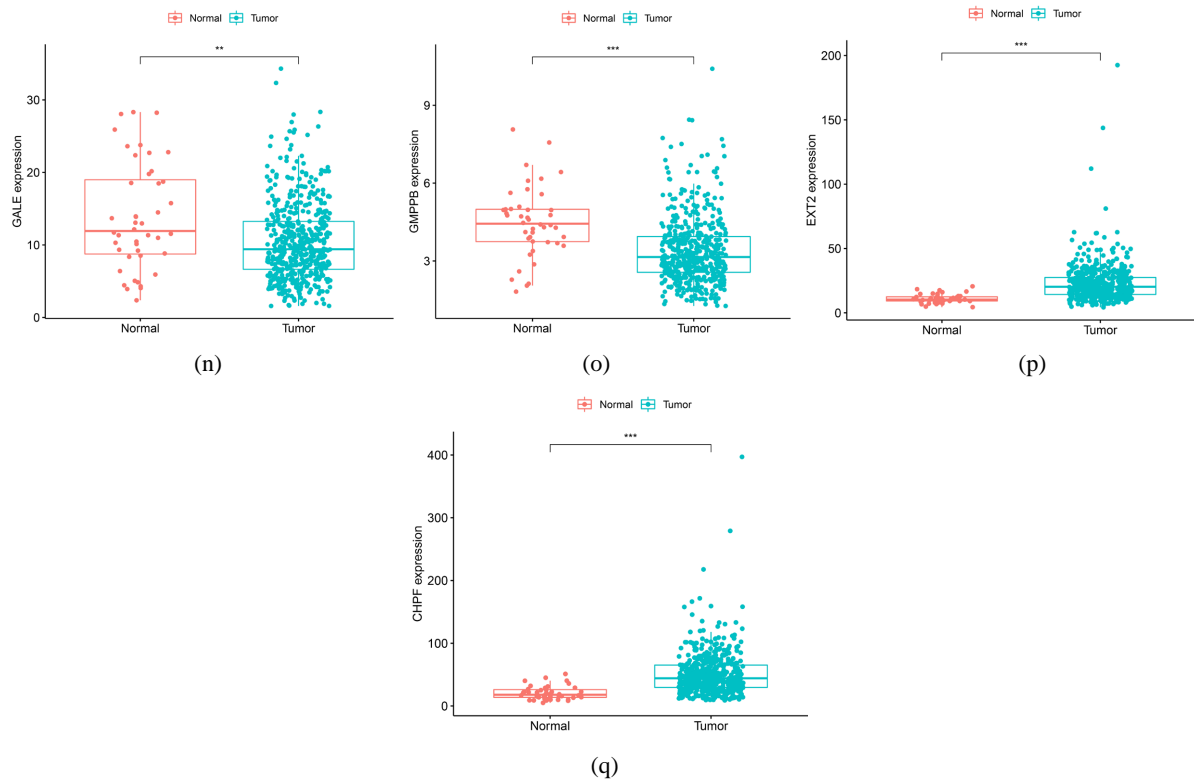 Normal Tumor
**
GALE expression
30
20
10
0
Normal Tumor
(n)
Normal Tumor
***
GMPPB expression
9
6
3
Normal Tumor
(o)
Normal Tumor
***
EXT2 expression
200
150
100
50
0
Normal Tumor
(p)
Normal Tumor
***
CHPF expression
400
300
200
100
0
Normal Tumor
(q)